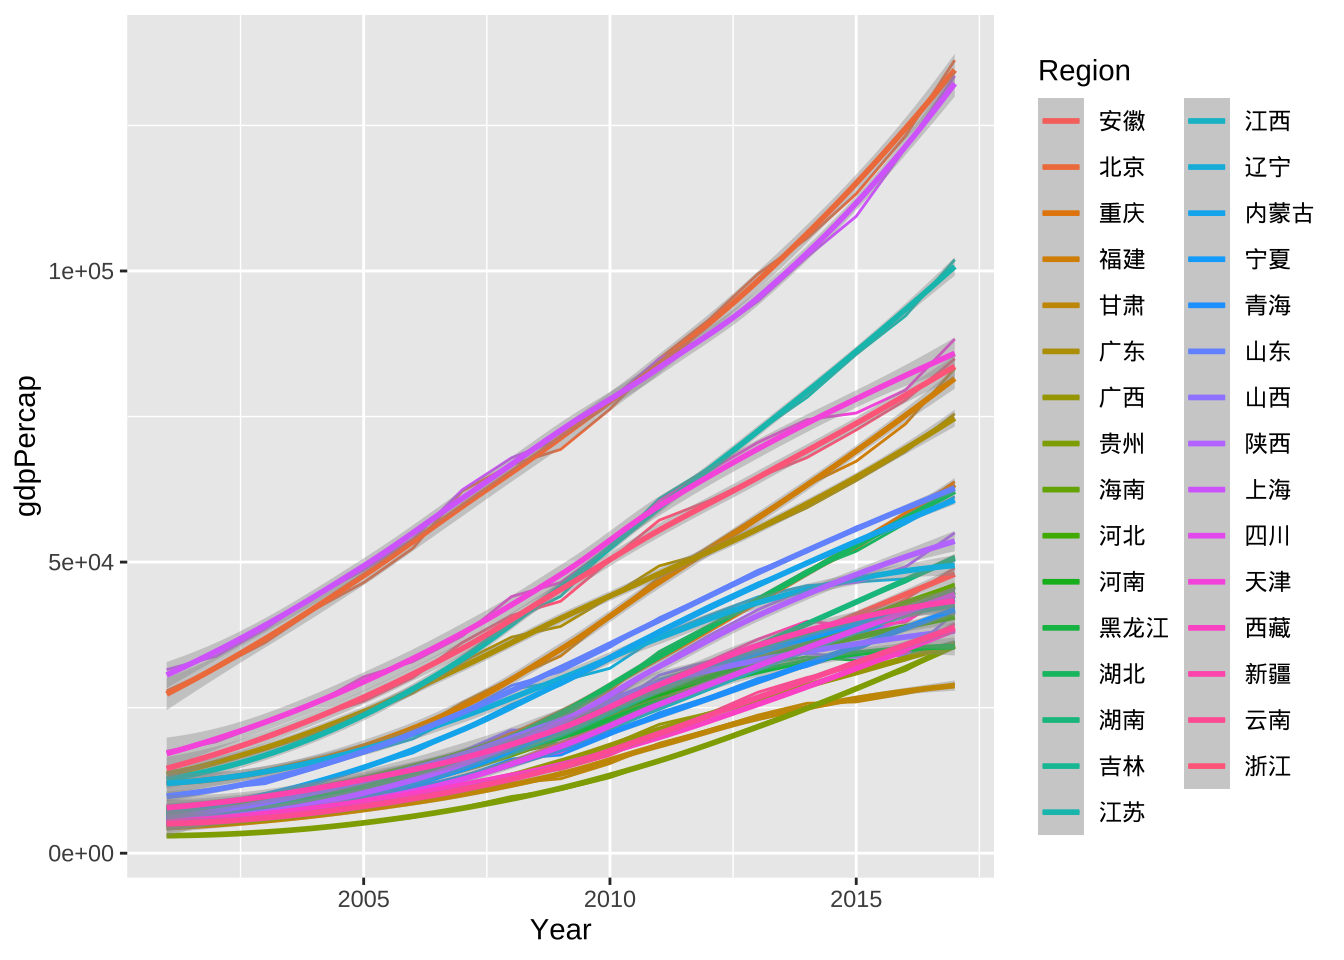 gdpPercap
1e+05
5e+04
0e+00
2005
2010
2015
Year
Region
安徽
北京
重庆
福建
甘肃
广东
广西
贵州
海南
河北
河南
黑龙江
湖北
湖南
吉林
江苏
江西
辽宁
内蒙古
宁夏
青海
山东
山西
陕西
上海
四川
天津
西藏
新疆
云南
浙江